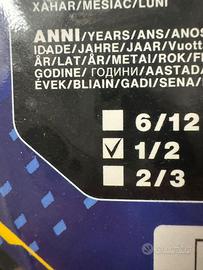 XAHAR/MESIAC/LUNI
ANNI/YEARS/ANS/ANOS
IDADE/JAHRE/JAAR/Vuott
ÅR/LAT/ÅR/METAI/ROK/
GODINE/ГОДИНИ/AASTAD
ÉVEK/BLIAIN/GADI/SENA/
6/12
1/2
2/3
subito